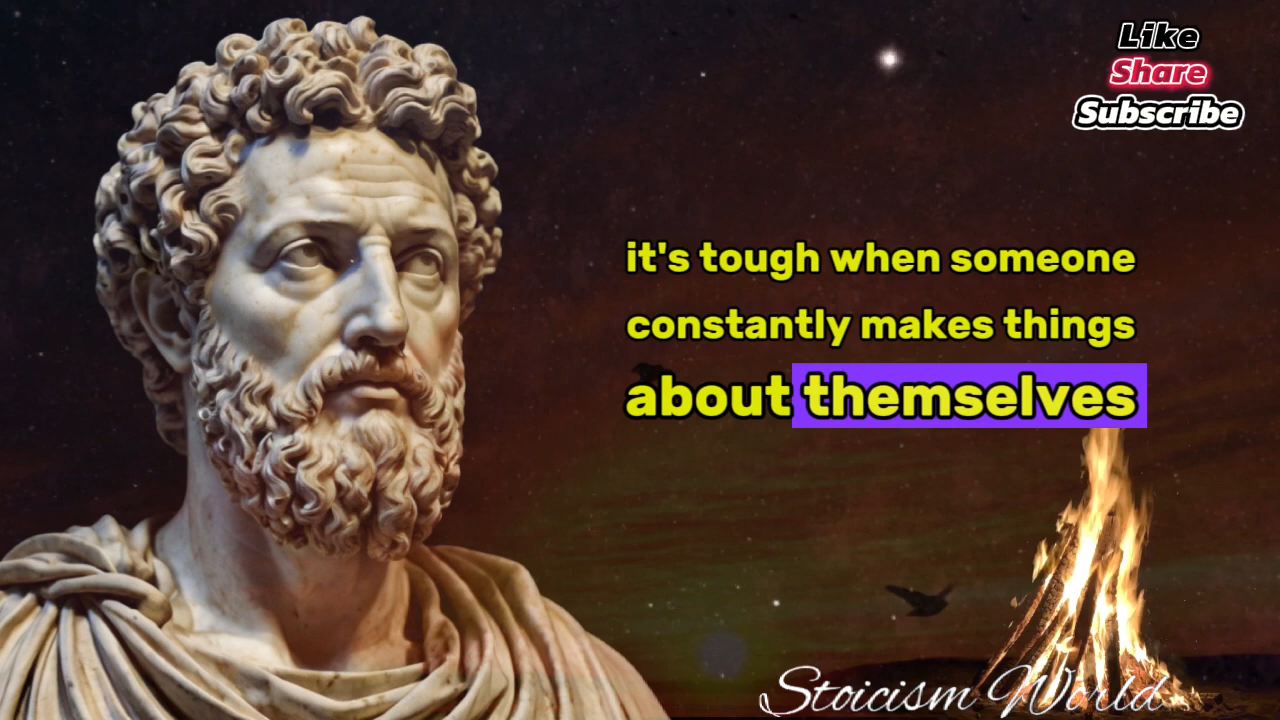 Like
Share
Subscribe
it's tough when someone
constantly makes things
about themselves
Stoicism World